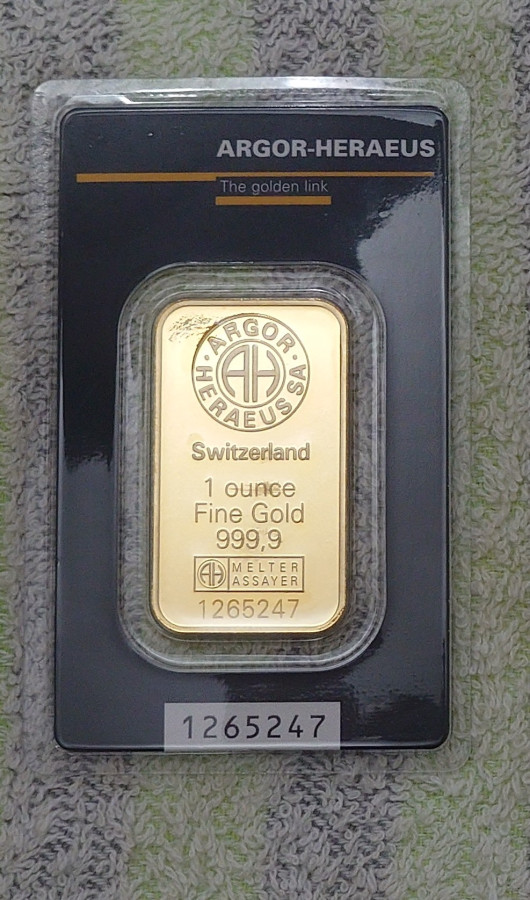 ARGOR-HERAEUS
The golden link
ARGOR
HERAEUS SA
AH
Switzerland
1 ounce
Fine Gold
999,9
AH MELTER
ASSAYER
1265247
1265247